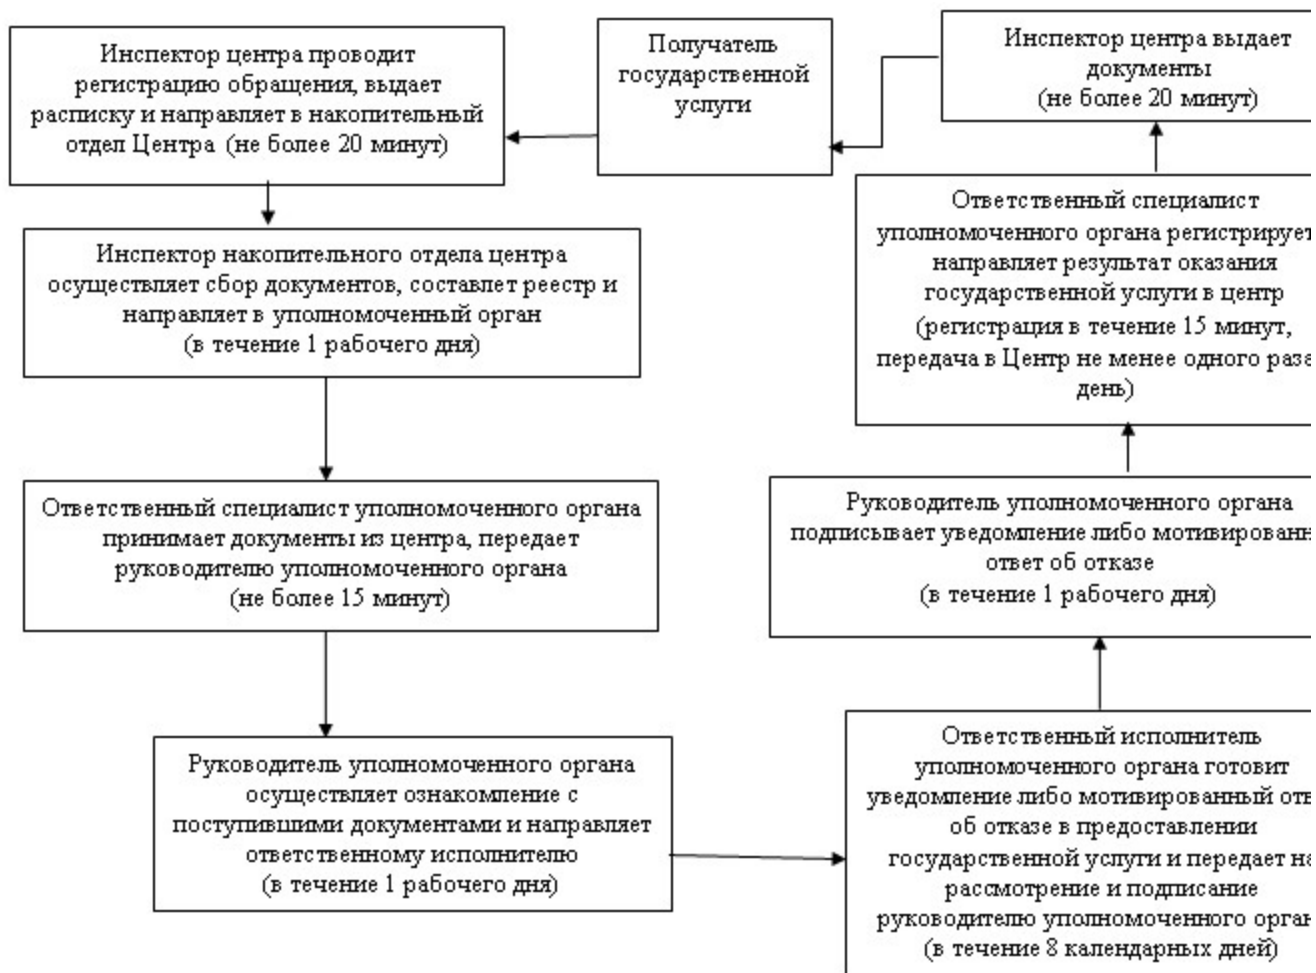 Инспектор центра проводит
регистрацию обращения, выдает
расписку и направляет в накопительный
отдел Центра (не более 20 минут)
Получатель
государственной
услуги
Инспектор центра выдает
документы
(не более 20 минут)
Инспектор накопительного отдела центра
осуществляет сбор документов, составлет реестр и
направляет в уполномоченный орган
(в течение 1 рабочего дня)
Ответственный специалист
уполномоченного органа регистрирует
направляет результат оказания
государственной услуги в центр
(регистрация в течение 15 минут,
передача в Центр не менее одного раза
день)
Ответственный специалист уполномоченного органа
принимает документы из центра, передает
руководителю уполномоченного органа
(не более 15 минут)
Руководитель уполномоченного органа
подписывает уведомление либо мотивированн
ответ об отказе
(в течение 1 рабочего дня)
Руководитель уполномоченного органа
осуществляет ознакомление с
поступившими документами и направляет
ответственному исполнителю
(в течение 1 рабочего дня)
Ответственный исполнитель
уполномоченного органа готовит
уведомление либо мотивированный отве
об отказе в предоставлении
государственной услуги и передает на
рассмотрение и подписание
руководителю уполномоченного орган
(в течение 8 календарных дней)